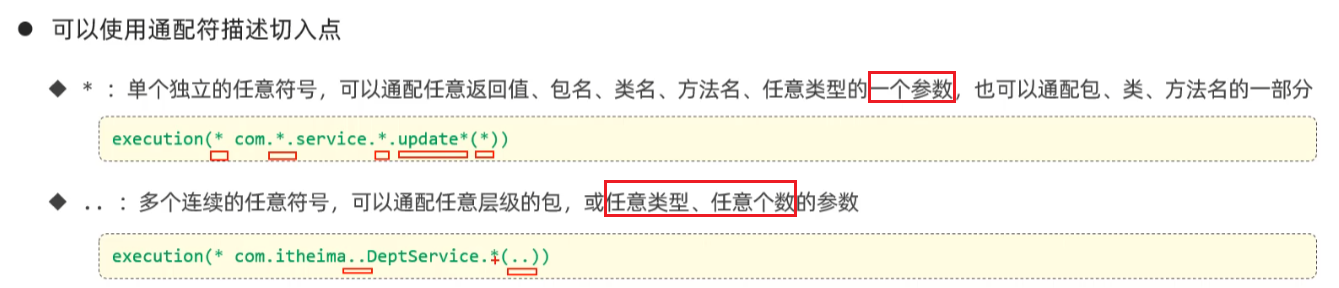 ● 可以使用通配符描述切入点
◆ * ：单个独立的任意符号，可以通配任意返回值、包名、类名、方法名、任意类型的一个参数，也可以通配包、类、方法名的一部分
execution(* com.*.service.*.update*(*))
◆ .. ：多个连续的任意符号，可以通配任意层级的包，或任意类型、任意个数的参数
execution(* com.itheima..DeptService.*(..))